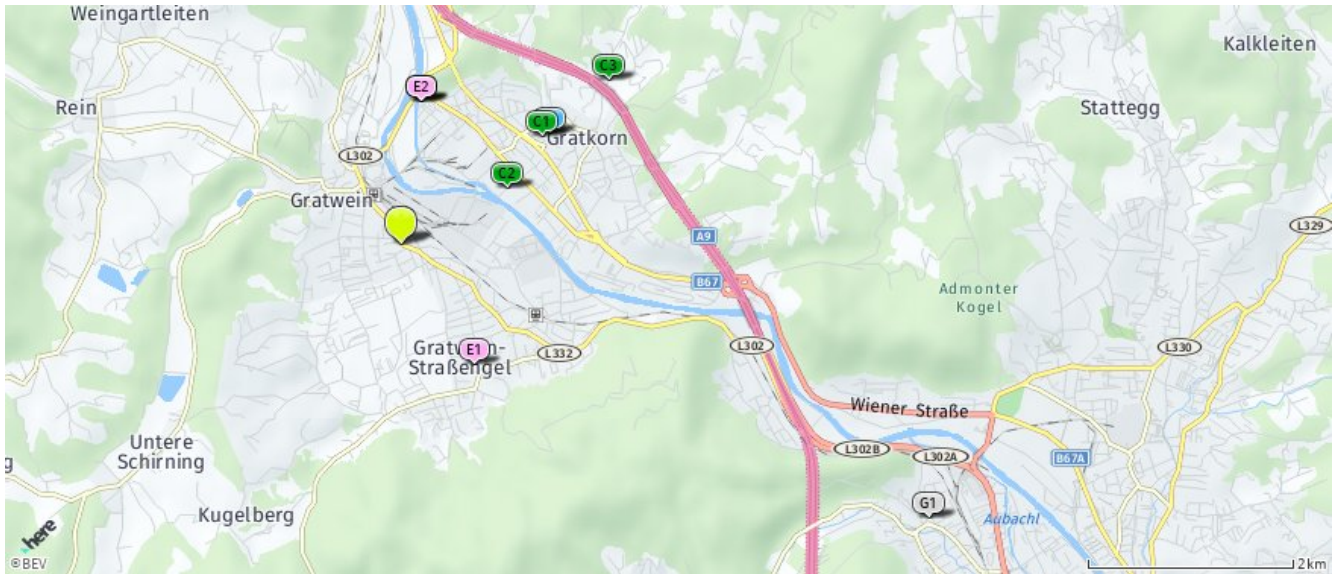 Weingartleiten
Kalkleiten
C3
E2
Rein
Stattegg
C1
Gratkorn
L302
C2
Gratwein
L329
A9
B67
Admonter
Kogel
L302
L330
E1
Gratwein-
Straßengel
L332
Wiener Straße
Untere
Schirning
g
L302B
L302A
B67A
Kugelberg
G1
Aubachl
here
©BEV
2km